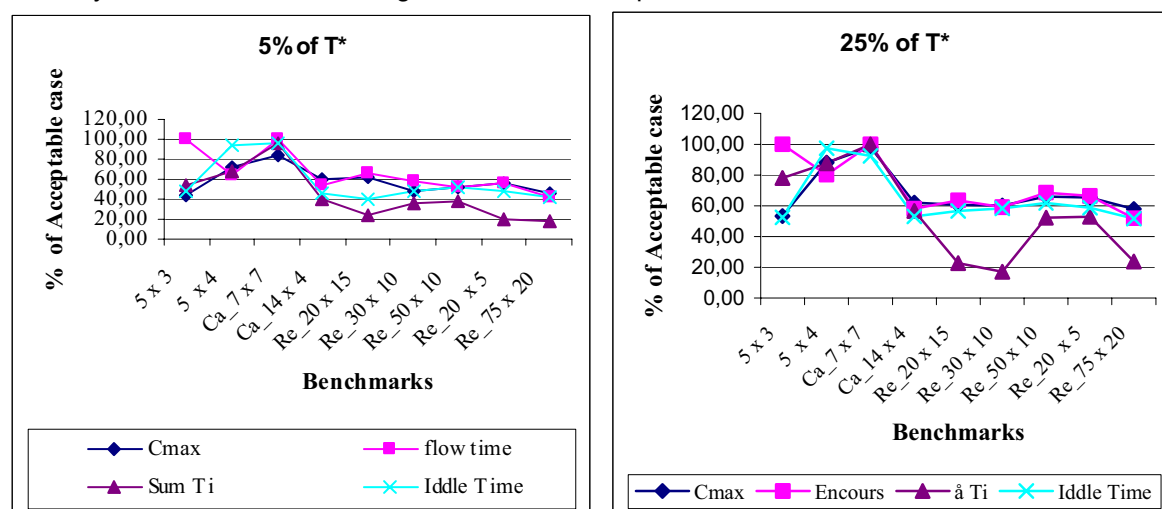 5% of T*
% of Acceptable case
120,00
100,00
80,00
60,00
40,00
20,00
0,00
5 x 3
5 x 4
Ca_7 x 7
Ca_14 x 4
Re_20 x 15
Re_30 x 10
Re_50 x 10
Re_20 x 5
Re_75 x 20
Benchmarks
Cmax
flow time
Sum Ti
Iddle Time
25% of T*
% of Acceptable case
120,00
100,00
80,00
60,00
40,00
20,00
0,00
5 x 3
5 x 4
Ca_7 x 7
Ca_14 x 4
Re_20 x 15
Re_30 x 10
Re_50 x 10
Re_20 x 5
Re_75 x 20
Benchmarks
Cmax
Encours
å Ti
Iddle Time